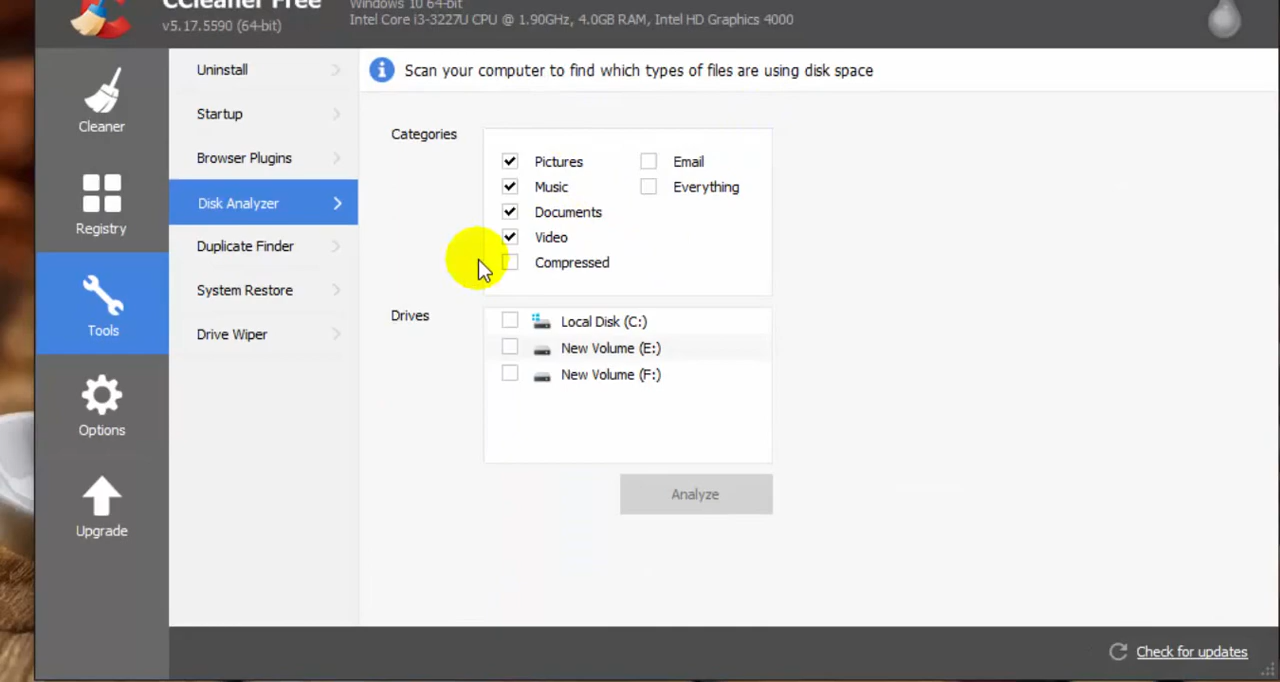 CCleaner Free
v5.17.5590 (64-bit)
Windows 10 64-bit
Intel Core i3-3227U CPU @ 1.90GHz, 4.0GB RAM, Intel HD Graphics 4000
Cleaner
Registry
Tools
Options
Upgrade
Uninstall
Startup
Browser Plugins
Disk Analyzer
Duplicate Finder
System Restore
Drive Wiper
Scan your computer to find which types of files are using disk space
Categories
Pictures
Music
Documents
Video
Compressed
Email
Everything
Drives
Local Disk (C:)
New Volume (E:)
New Volume (F:)
Analyze
Check for updates